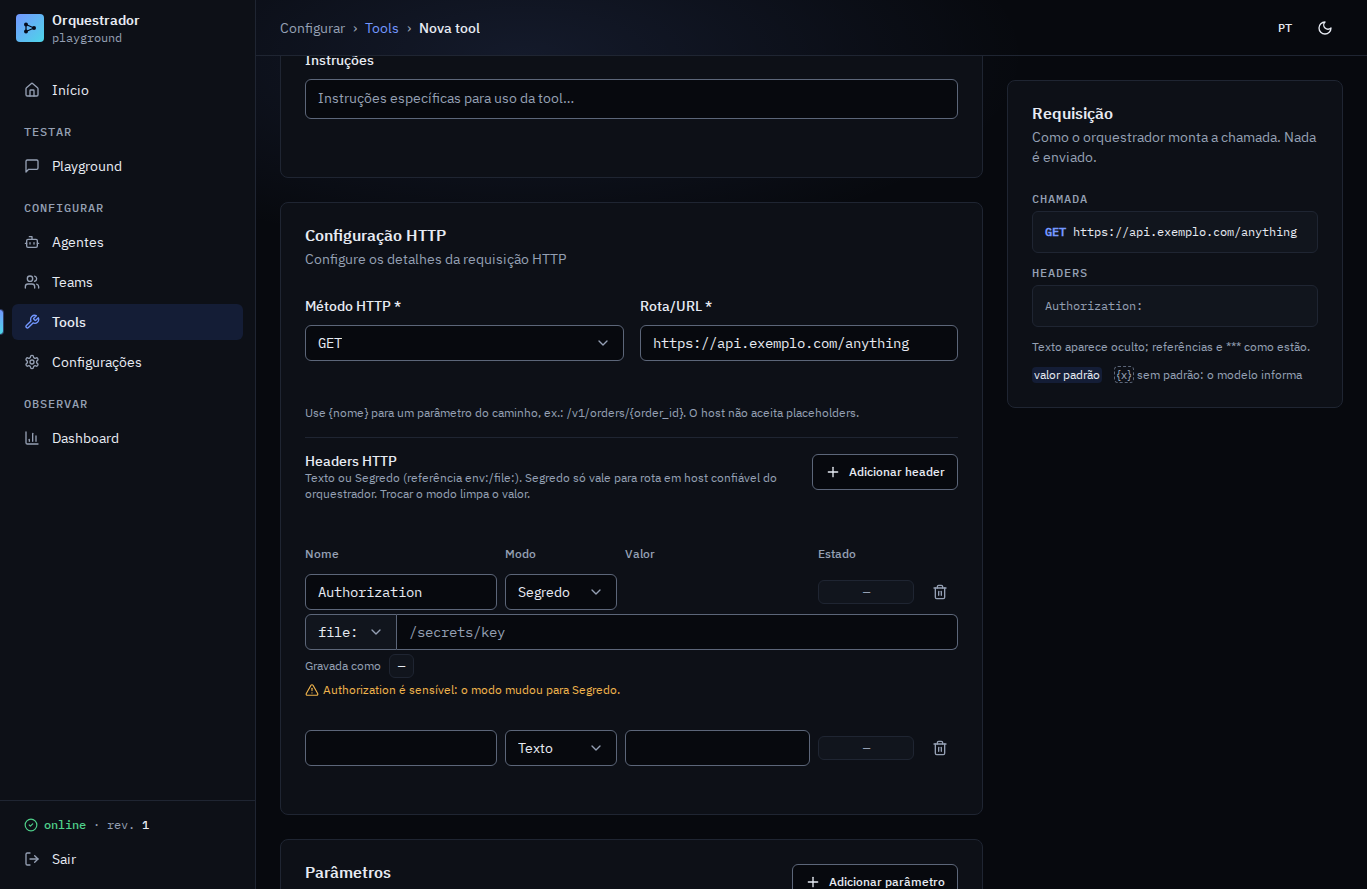 Orquestrador
playground
Início
TESTAR
Playground
CONFIGURAR
Agentes
Teams
Tools
Configurações
OBSERVAR
Dashboard
online · rev. 1
Sair
Configurar › Tools › Nova tool
PT
Instruções
Instruções específicas para uso da tool...
Configuração HTTP
Configure os detalhes da requisição HTTP
Método HTTP *
Rota/URL *
GET
https://api.exemplo.com/anything
Use {nome} para um parâmetro do caminho, ex.: /v1/orders/{order_id}. O host não aceita placeholders.
Headers HTTP
Texto ou Segredo (referência env:/file:). Segredo só vale para rota em host confiável do
orquestrador. Trocar o modo limpa o valor.
Adicionar header
Nome Modo Valor Estado
Authorization Segredo –
file: /secrets/key
Gravada como –
Authorization é sensível: o modo mudou para Segredo.
Texto –
Parâmetros
Adicionar parâmetro
Requisição
Como o orquestrador monta a chamada. Nada
é enviado.
CHAMADA
GET https://api.exemplo.com/anything
HEADERS
Authorization:
Texto aparece oculto; referências e *** como estão.
valor padrão {x} sem padrão: o modelo informa